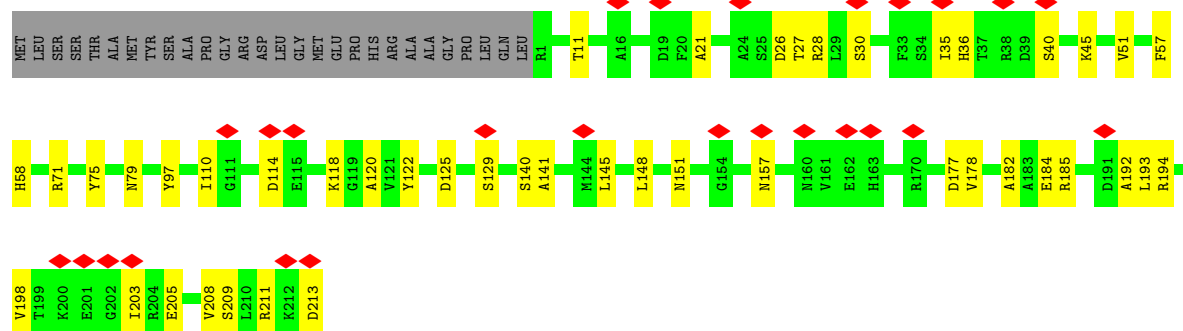 MET LEU SER SER THR ALA MET TYR SER ALA PRO GLY ARG ASP LEU GLY MET GLU PRO HIS ARG ALA ALA GLY PRO LEU GLN LEU R1 T11 A16 D19 F20 A21 A24 S25 D26 T27 R28 L29 S30 F33 S34 I35 H36 T37 R38 D39 S40 K45 V51 F57
H58 R71 Y75 N79 Y97 I110 G111 D114 E115 K118 G119 A120 V121 Y122 D125 S129 S140 A141 M144 L145 L148 N151 G154 N157 N160 V161 E162 H163 R170 D177 V178 A182 A183 E184 R185 D191 A192 L193 R194
V198 T199 K200 E201 G202 I203 R204 E205 V208 S209 L210 R211 K212 D213